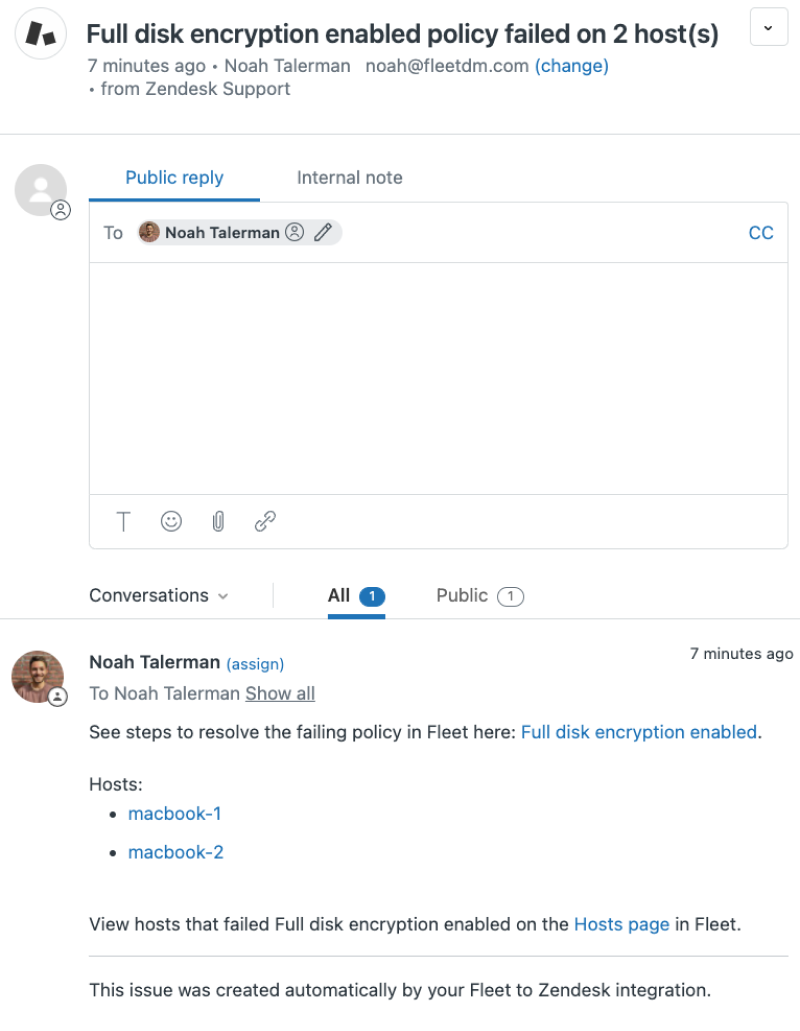 Full disk encryption enabled policy failed on 2 host(s)
7 minutes ago • Noah Talerman noah@fleetdm.com (change)
• from Zendesk Support
Public reply Internal note
To Noah Talerman CC
Conversations All 1 Public 1
Noah Talerman (assign) 7 minutes ago
To Noah Talerman Show all
See steps to resolve the failing policy in Fleet here: Full disk encryption enabled.
Hosts:
• macbook-1
• macbook-2
View hosts that failed Full disk encryption enabled on the Hosts page in Fleet.
This issue was created automatically by your Fleet to Zendesk integration.